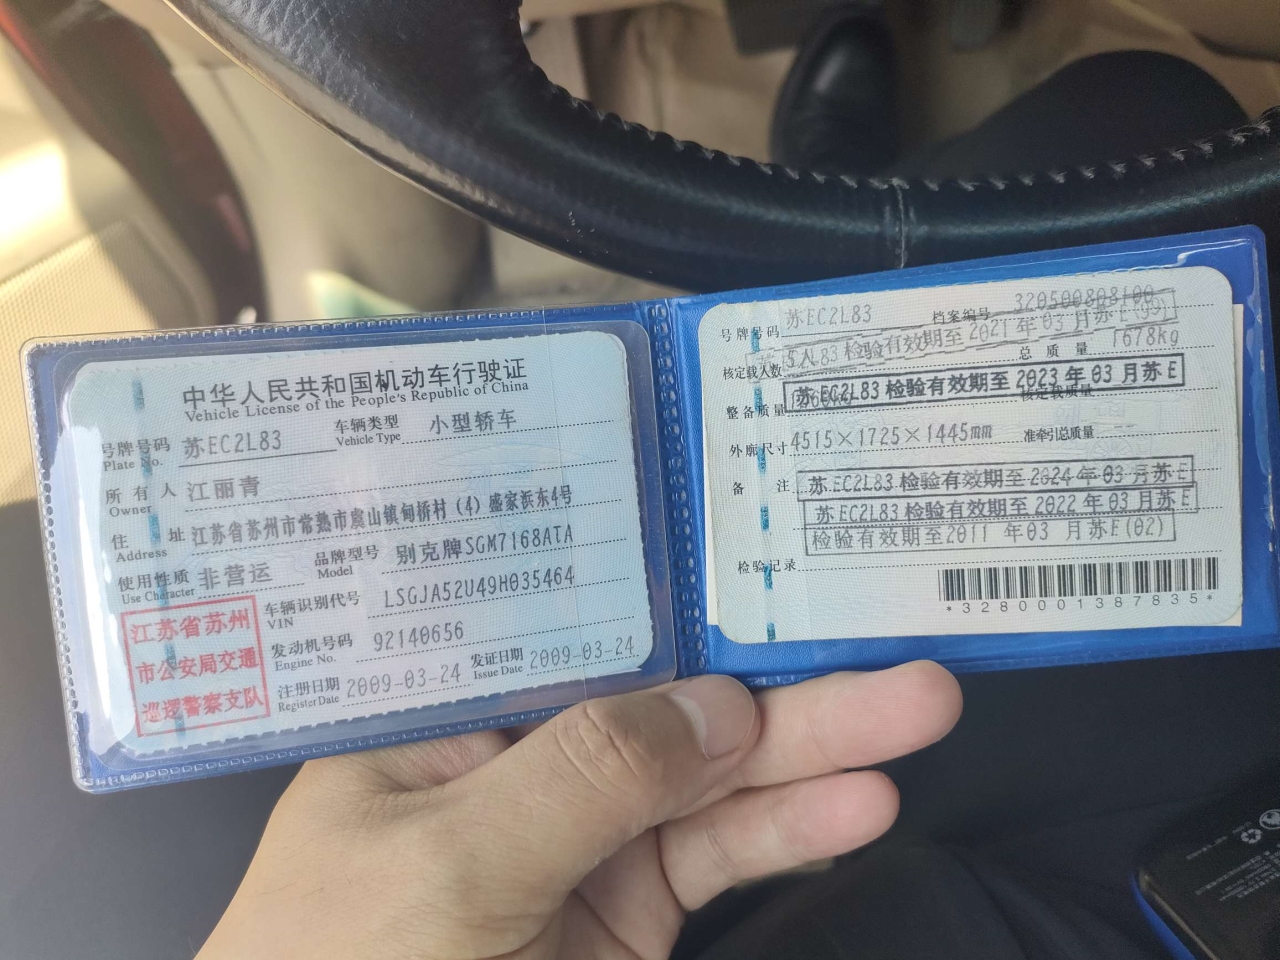 中华人民共和国机动车行驶证
Vehicle License of the People's Republic of China
号牌号码 苏EC2L83 车辆类型 小型轿车
Plate No. Vehicle Type
所有人 江丽青
Owner
住址 江苏省苏州市常熟市虞山镇甸桥村（4）盛家浜东4号
Address
使用性质 非营运 品牌型号 别克牌SGM7168ATA
Use Character Model
江苏省苏州
市公安局交通
巡逻警察支队
车辆识别代号 LSGJA52U49H035464
VIN
发动机号码 92140656
Engine No.
注册日期 2009-03-24 发证日期 2009-03-24
Register Date Issue Date
号牌号码 苏EC2L83 档案编号 320500808100
检验有效期至2021年03月苏E(99)
核定载人数 5人 总质量 1678kg
苏EC2L83 检验有效期至 2023 年 03 月苏E
整备质量 核定载质量
外廓尺寸 4515×1725×1445mm 准牵引总质量 --
备注 苏EC2L83 检验有效期至 2024 年 03 月苏E
苏EC2L83 检验有效期至 2022 年 03 月苏E
检验有效期至2011 年03 月苏E(02)
检验记录
*3280001387835*